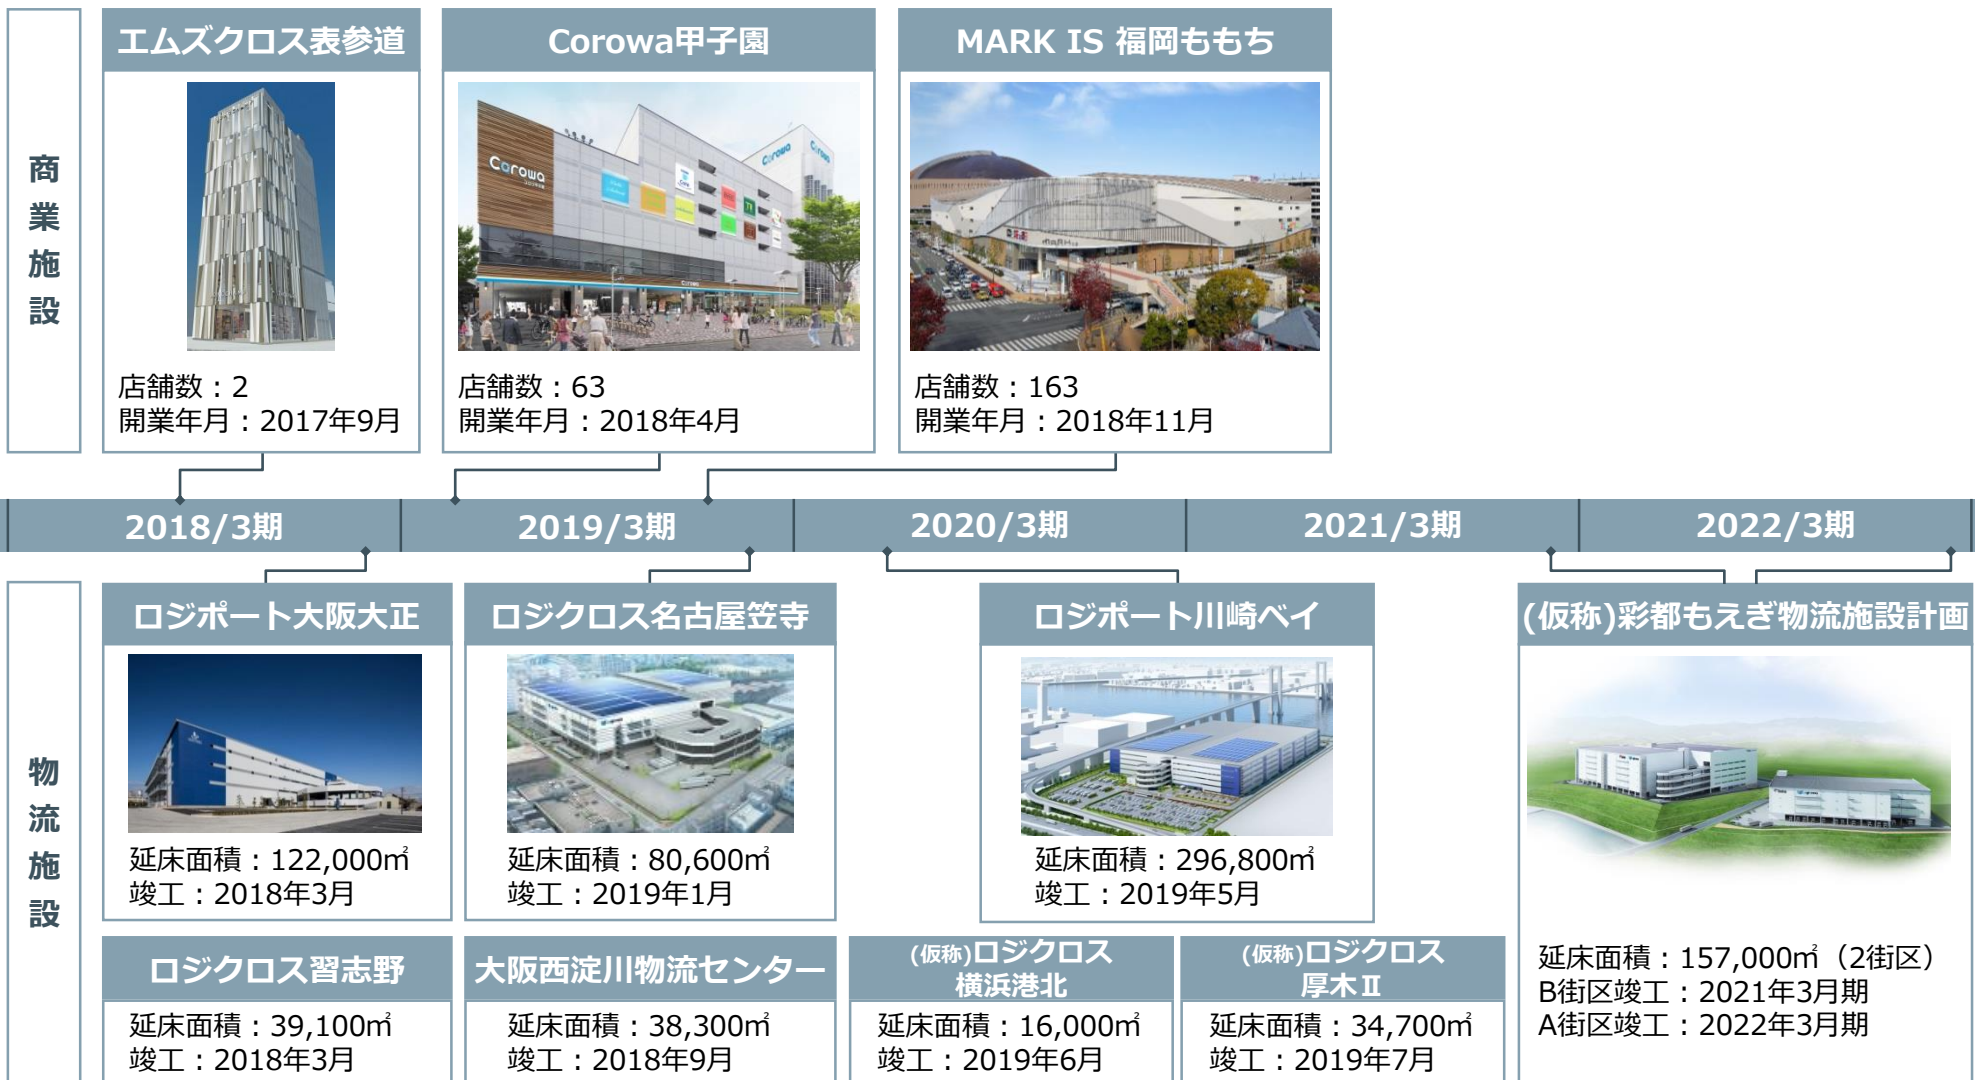 商業施設
エムズクロス表参道
店舗数：2
開業年月：2017年9月
Corowa甲子園
Corowa
Corowa
Corowa
Corowa
店舗数：63
開業年月：2018年4月
MARK IS 福岡ももち
店舗数：163
開業年月：2018年11月
2018/3期
2019/3期
2020/3期
2021/3期
2022/3期
物流施設
ロジポート大阪大正
延床面積：122,000㎡
竣工：2018年3月
ロジクロス名古屋笠寺
延床面積：80,600㎡
竣工：2019年1月
ロジポート川崎ベイ
延床面積：296,800㎡
竣工：2019年5月
(仮称)彩都もえぎ物流施設計画
延床面積：157,000㎡（2街区）
B街区竣工：2021年3月期
A街区竣工：2022年3月期
ロジクロス習志野
延床面積：39,100㎡
竣工：2018年3月
大阪西淀川物流センター
延床面積：38,300㎡
竣工：2018年9月
(仮称)ロジクロス
横浜港北
延床面積：16,000㎡
竣工：2019年6月
(仮称)ロジクロス
厚木Ⅱ
延床面積：34,700㎡
竣工：2019年7月